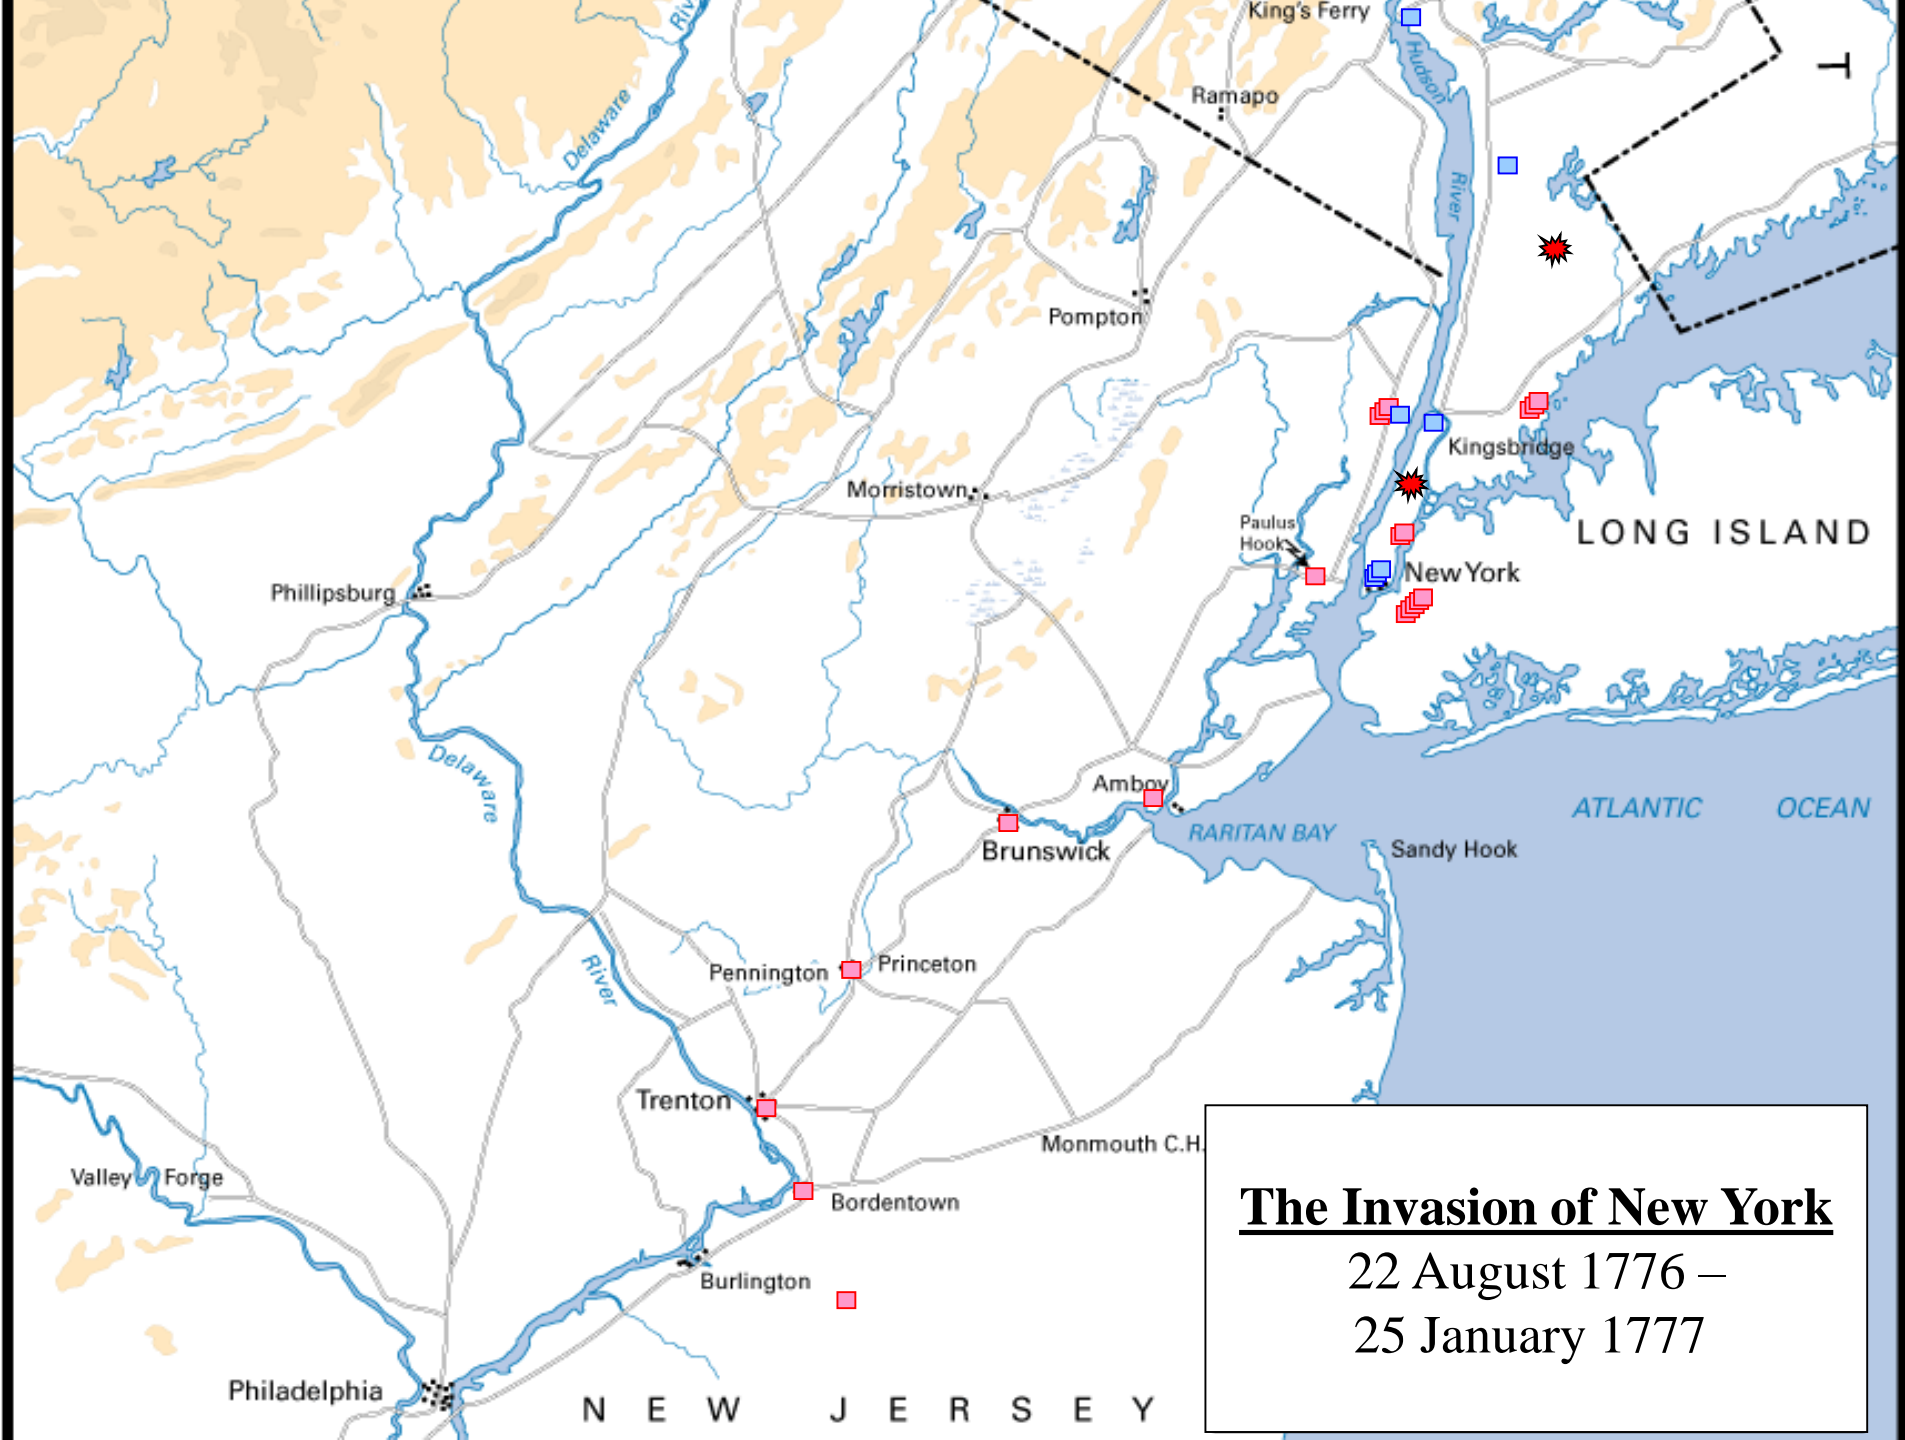 King's Ferry
Riv
Hudson
Ramapo
Delaware
River
Pompton
Kingsbridge
Morristown
Paulus
Hook
LONG ISLAND
New York
Phillipsburg
Delaware
Amboy
ATLANTIC OCEAN
RARITAN BAY
Sandy Hook
Brunswick
River
Pennington
Princeton
Trenton
Monmouth C.H.
Valley Forge
Bordentown
Burlington
The Invasion of New York
22 August 1776 –
25 January 1777
Philadelphia
NEW JERSEY